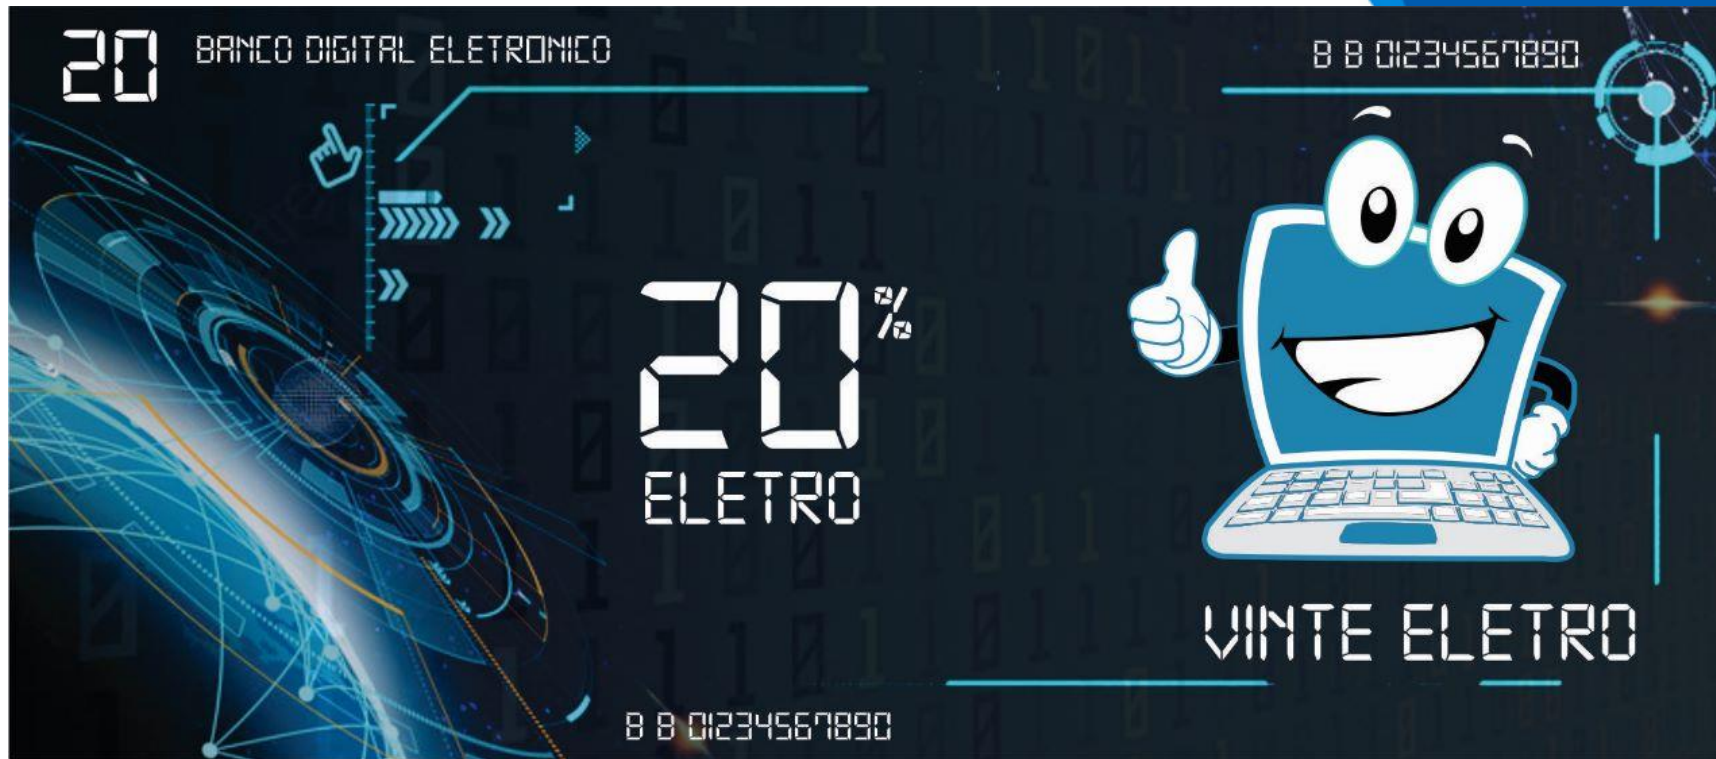 20 BANCO DIGITAL ELETRONICO
B B 01234567890
20%
ELETRO
VINTE ELETRO
B B 01234567890